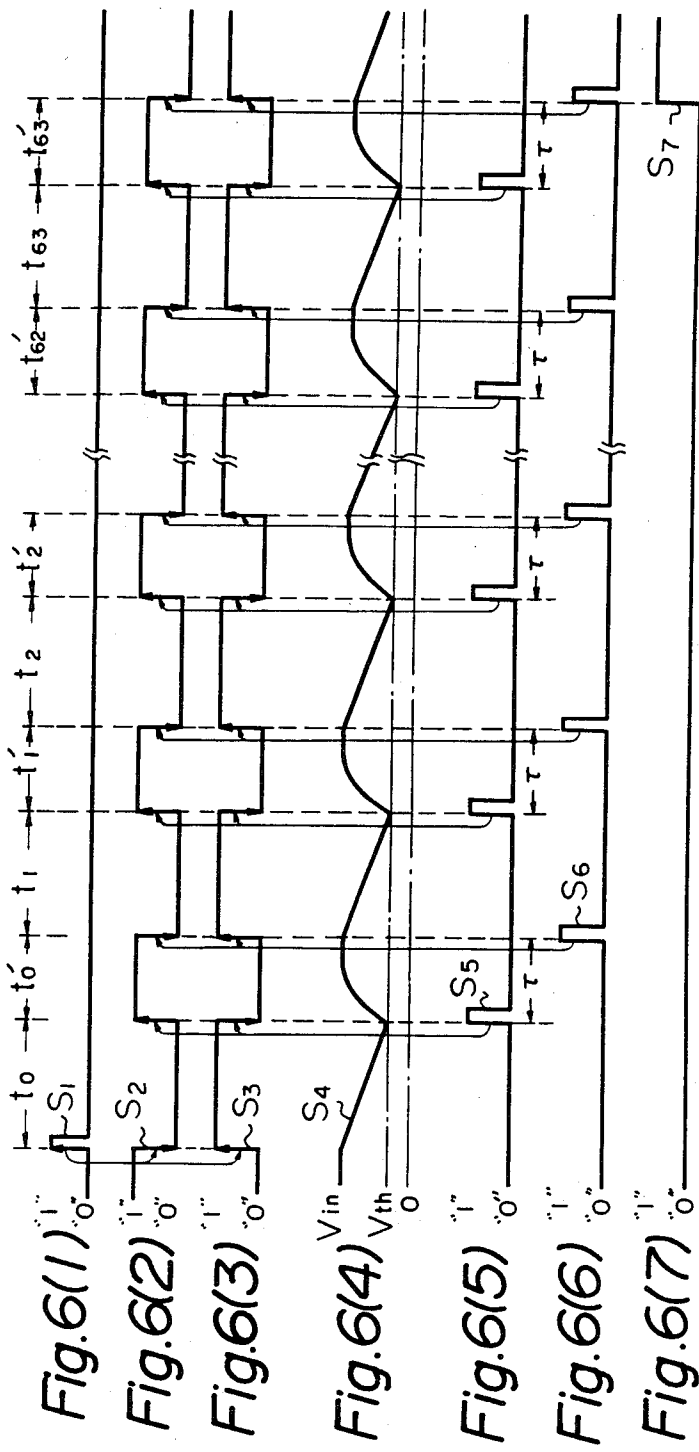 t0 t0' t1 t1' t2 t2' t62' t63 t63'
Fig.6(1) "1" "0" S1
Fig.6(2) "1" "0" S2
Fig.6(3) "1" "0" S3
Fig.6(4) Vin Vth 0 S4
Fig.6(5) "1" "0" S5
τ τ τ τ τ
Fig.6(6) "1" "0" S6
Fig.6(7) "1" "0" S7